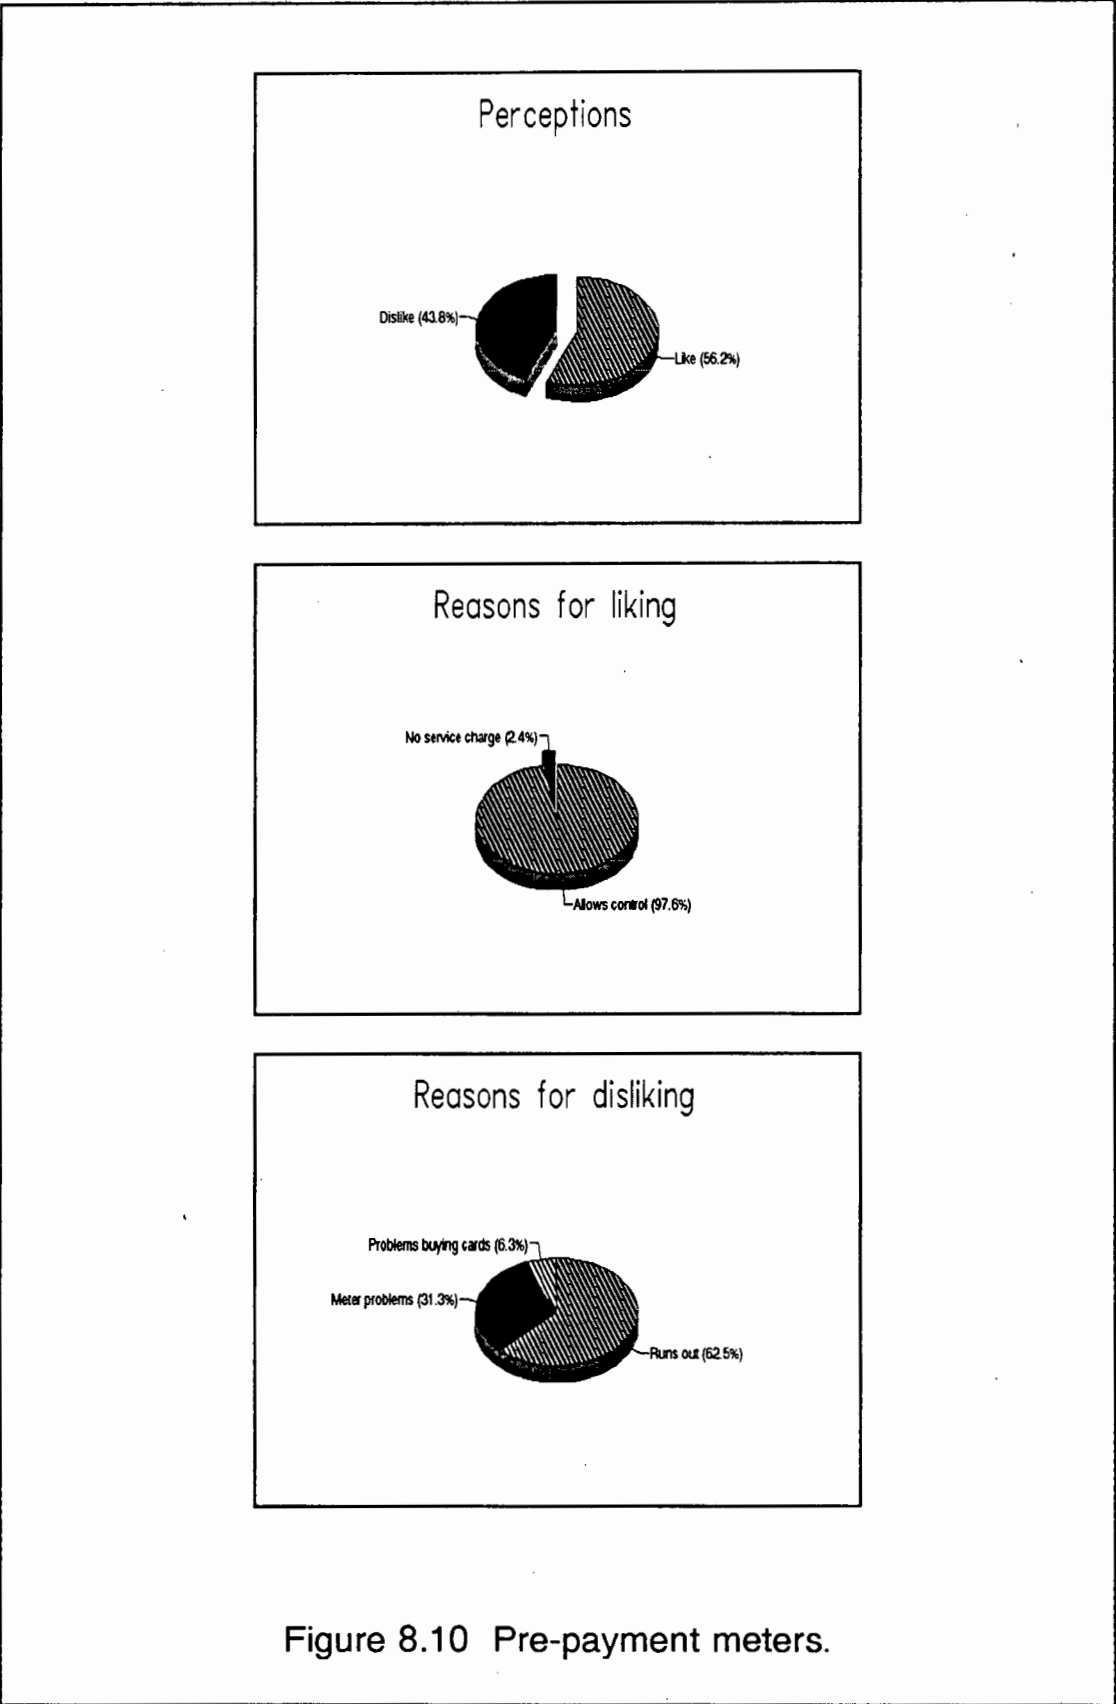 Perceptions
Dislike (43.8%)
Like (56.2%)
Reasons for liking
No service charge (2.4%)
Allows control (97.6%)
Reasons for disliking
Problems buying cards (6.3%)
Meter problems (31.3%)
Runs out (62.5%)
Figure 8.10 Pre-payment meters.